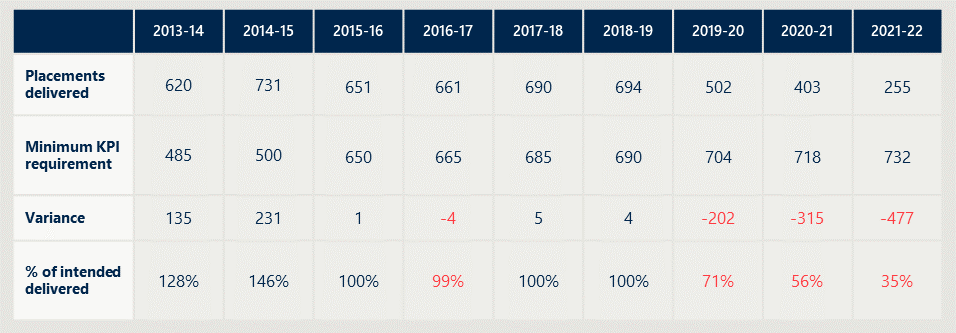 2013-14 2014-15 2015-16 2016-17 2017-18 2018-19 2019-20 2020-21 2021-22
Placements
delivered 620 731 651 661 690 694 502 403 255
Minimum KPI
requirement 485 500 650 665 685 690 704 718 732
Variance 135 231 1 -4 5 4 -202 -315 -477
% of intended
delivered 128% 146% 100% 99% 100% 100% 71% 56% 35%